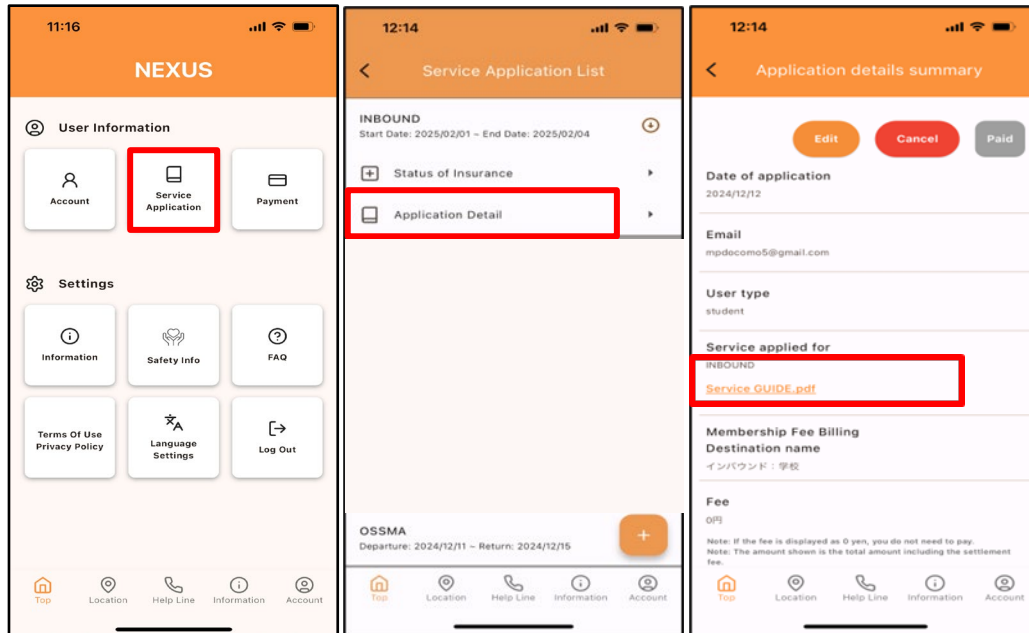 11:16
NEXUS
User Information
Account
Service
Application
Payment
Settings
Information
Safety Info
FAQ
Terms Of Use
Privacy Policy
Language
Settings
Log Out
Top
Location
Help Line
Information
Account
12:14
Service Application List
INBOUND
Start Date: 2025/02/01 ~ End Date: 2025/02/04
Status of Insurance
Application Detail
OSSMA
Departure: 2024/12/11 ~ Return: 2024/12/15
+
Top
Location
Help Line
Information
Account
12:14
Application details summary
Edit
Cancel
Paid
Date of application
2024/12/12
Email
mpdocomo5@gmail.com
User type
student
Service applied for
INBOUND
Service GUIDE.pdf
Membership Fee Billing
Destination name
インバウンド：学校
Fee
0円
Note: If the fee is displayed as 0 yen, you do not need to pay.
Note: The amount shown is the total amount including the settlement
fee.
Top
Location
Help Line
Information
Account